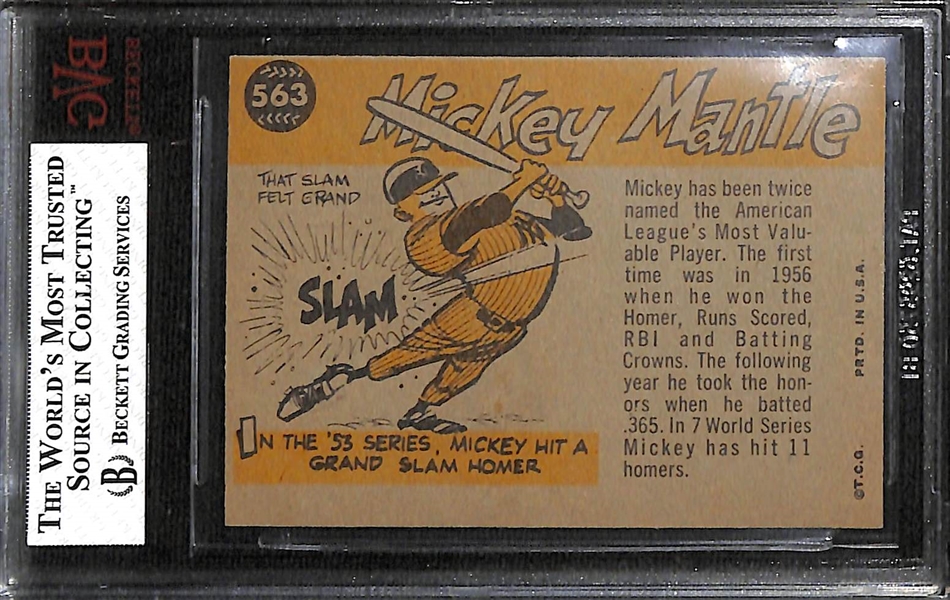 BECKETT
BVG
THE WORLD'S MOST TRUSTED
SOURCE IN COLLECTING™
BECKETT GRADING SERVICES
B
563
Mickey Mantle
THAT SLAM
FELT GRAND
SLAM
IN THE '53 SERIES, MICKEY HIT A
GRAND SLAM HOMER
Mickey has been twice
named the American
League's Most Valu-
able Player. The first
time was in 1956
when he won the
Homer, Runs Scored,
RBI and Batting
Crowns. The following
year he took the hon-
ors when he batted
.365. In 7 World Series
Mickey has hit 11
homers.
©T.C.G.
PRTD. IN U.S.A.